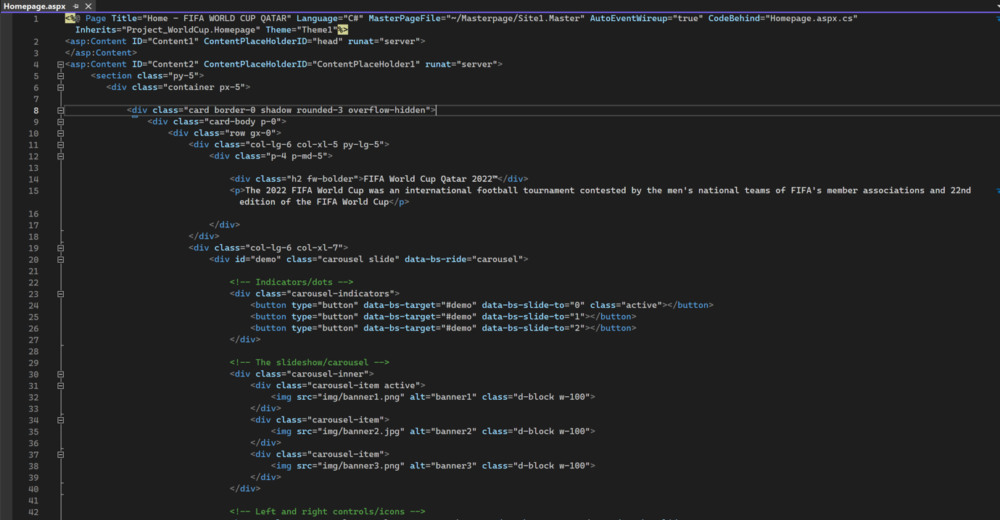 Homepage.aspx
1 <%@ Page Title="Home - FIFA WORLD CUP QATAR" Language="C#" MasterPageFile="~/Masterpage/Site1.Master" AutoEventWireup="true" CodeBehind="Homepage.aspx.cs"
Inherits="Project_WorldCup.Homepage" Theme="Theme1"%>
2 <asp:Content ID="Content1" ContentPlaceHolderID="head" runat="server">
3 </asp:Content>
4 <asp:Content ID="Content2" ContentPlaceHolderID="ContentPlaceHolder1" runat="server">
5 <section class="py-5">
6 <div class="container px-5">
7
8 <div class="card border-0 shadow rounded-3 overflow-hidden">
9 <div class="card-body p-0">
10 <div class="row gx-0">
11 <div class="col-lg-6 col-xl-5 py-lg-5">
12 <div class="p-4 p-md-5">
13
14 <div class="h2 fw-bolder">FIFA World Cup Qatar 2022™</div>
15 <p>The 2022 FIFA World Cup was an international football tournament contested by the men's national teams of FIFA's member associations and 22nd
edition of the FIFA World Cup</p>
16
17 </div>
18 </div>
19 <div class="col-lg-6 col-xl-7">
20 <div id="demo" class="carousel slide" data-bs-ride="carousel">
21
22 <!-- Indicators/dots -->
23 <div class="carousel-indicators">
24 <button type="button" data-bs-target="#demo" data-bs-slide-to="0" class="active"></button>
25 <button type="button" data-bs-target="#demo" data-bs-slide-to="1"></button>
26 <button type="button" data-bs-target="#demo" data-bs-slide-to="2"></button>
27 </div>
28
29 <!-- The slideshow/carousel -->
30 <div class="carousel-inner">
31 <div class="carousel-item active">
32 <img src="img/banner1.png" alt="banner1" class="d-block w-100">
33 </div>
34 <div class="carousel-item">
35 <img src="img/banner2.jpg" alt="banner2" class="d-block w-100">
36 </div>
37 <div class="carousel-item">
38 <img src="img/banner3.png" alt="banner3" class="d-block w-100">
39 </div>
40 </div>
41
42 <!-- Left and right controls/icons -->